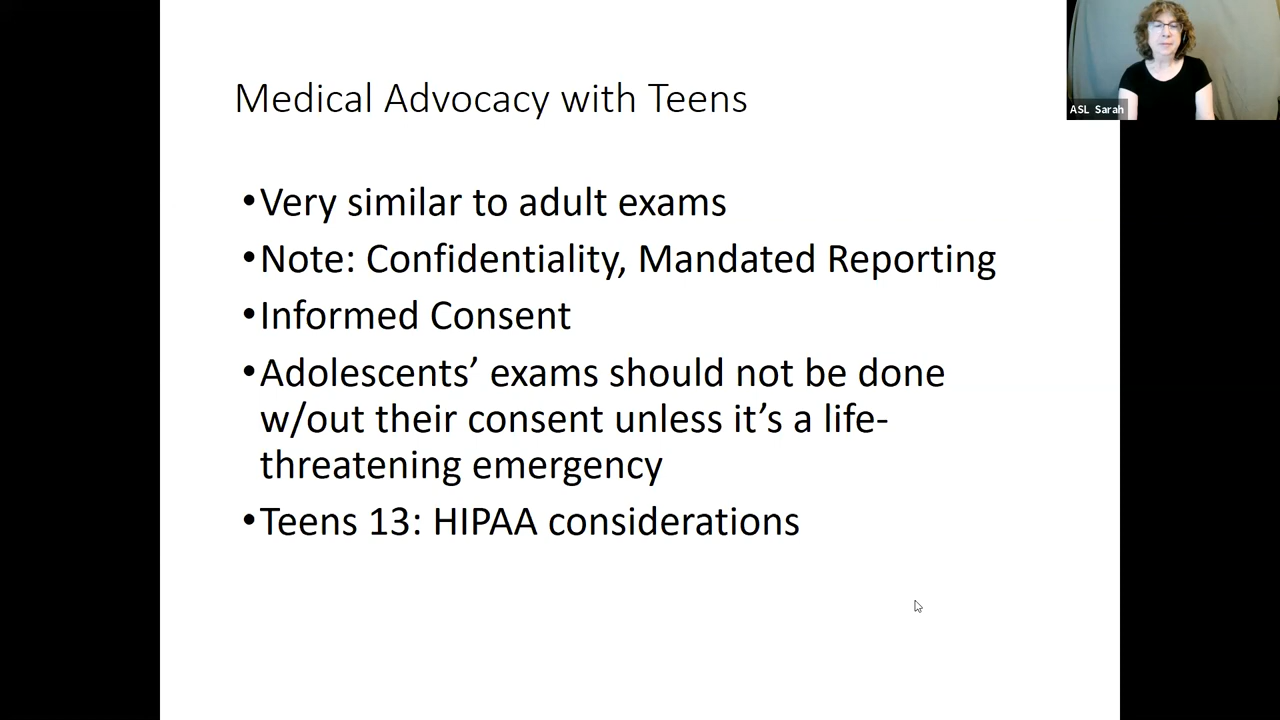 Medical Advocacy with Teens
ASL Sarah
•Very similar to adult exams
•Note: Confidentiality, Mandated Reporting
•Informed Consent
•Adolescents’ exams should not be done
w/out their consent unless it’s a life-
threatening emergency
•Teens 13: HIPAA considerations